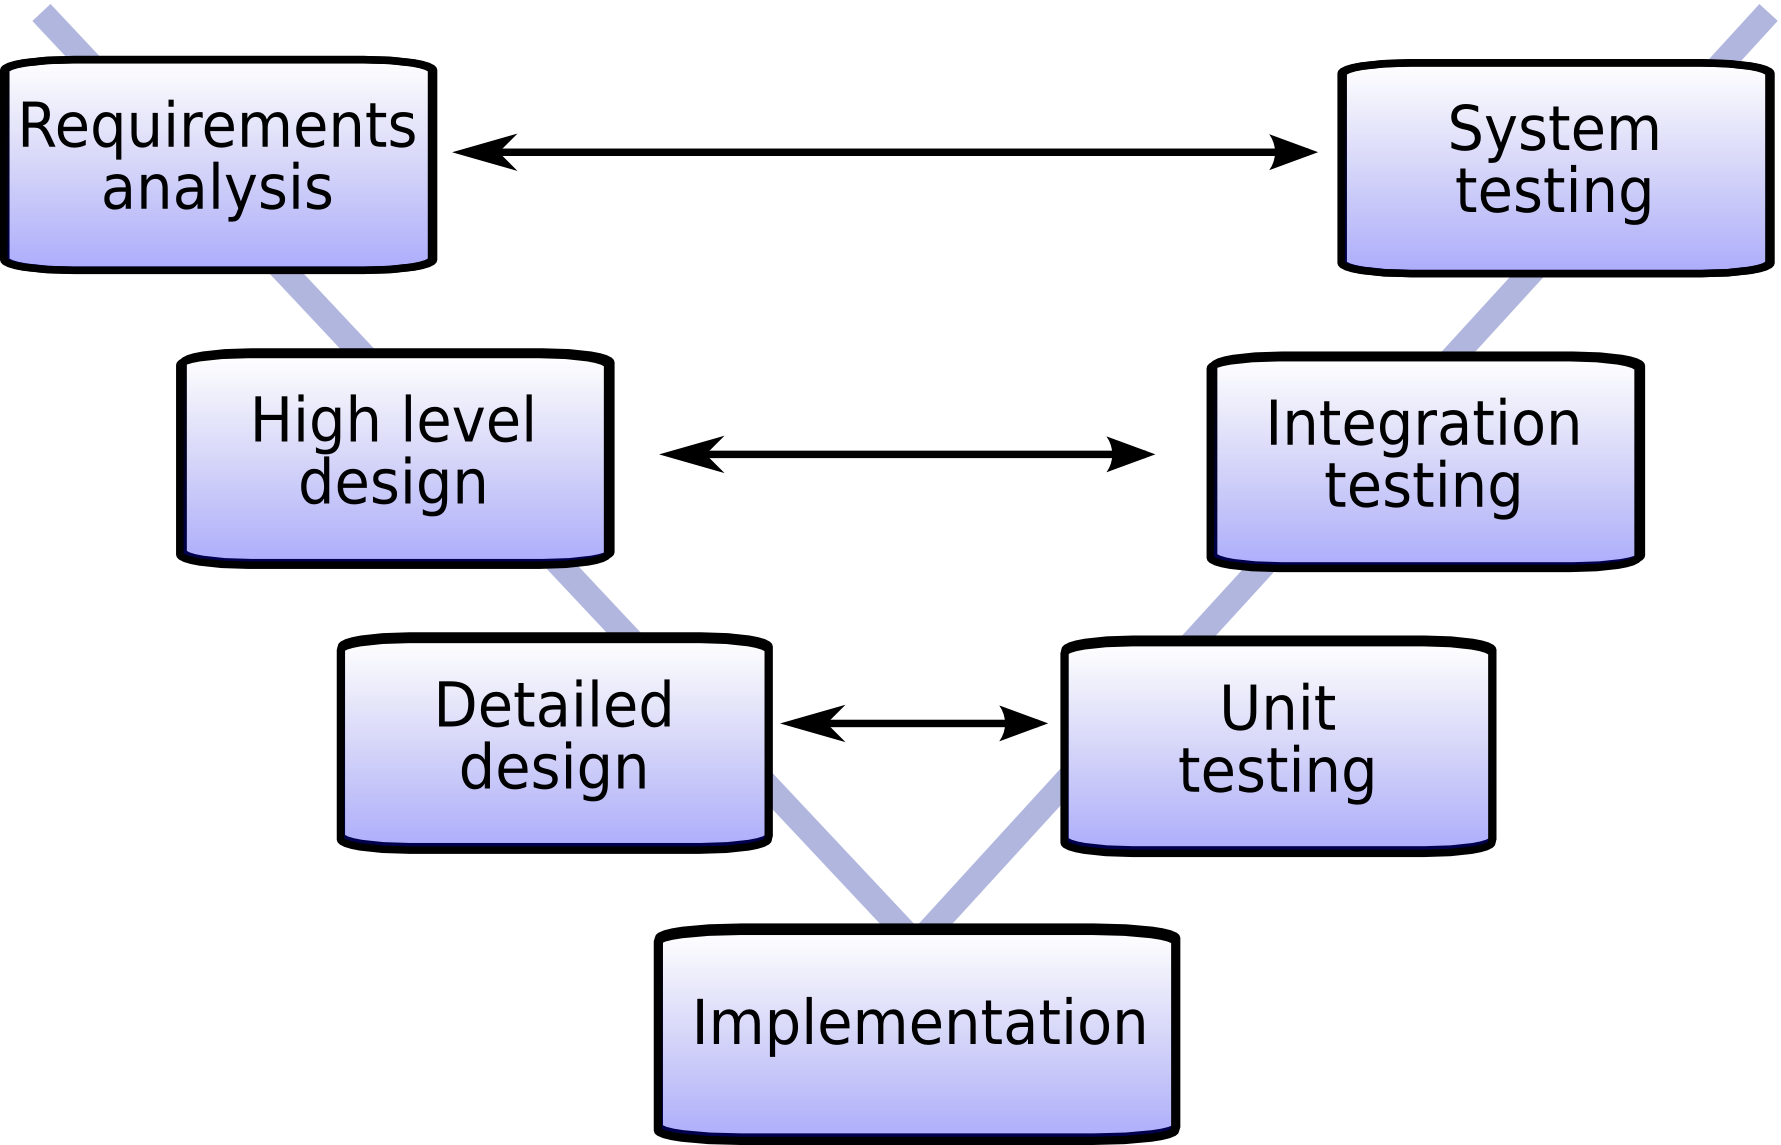 Requirements
analysis
System
testing
High level
design
Integration
testing
Detailed
design
Unit
testing
Implementation